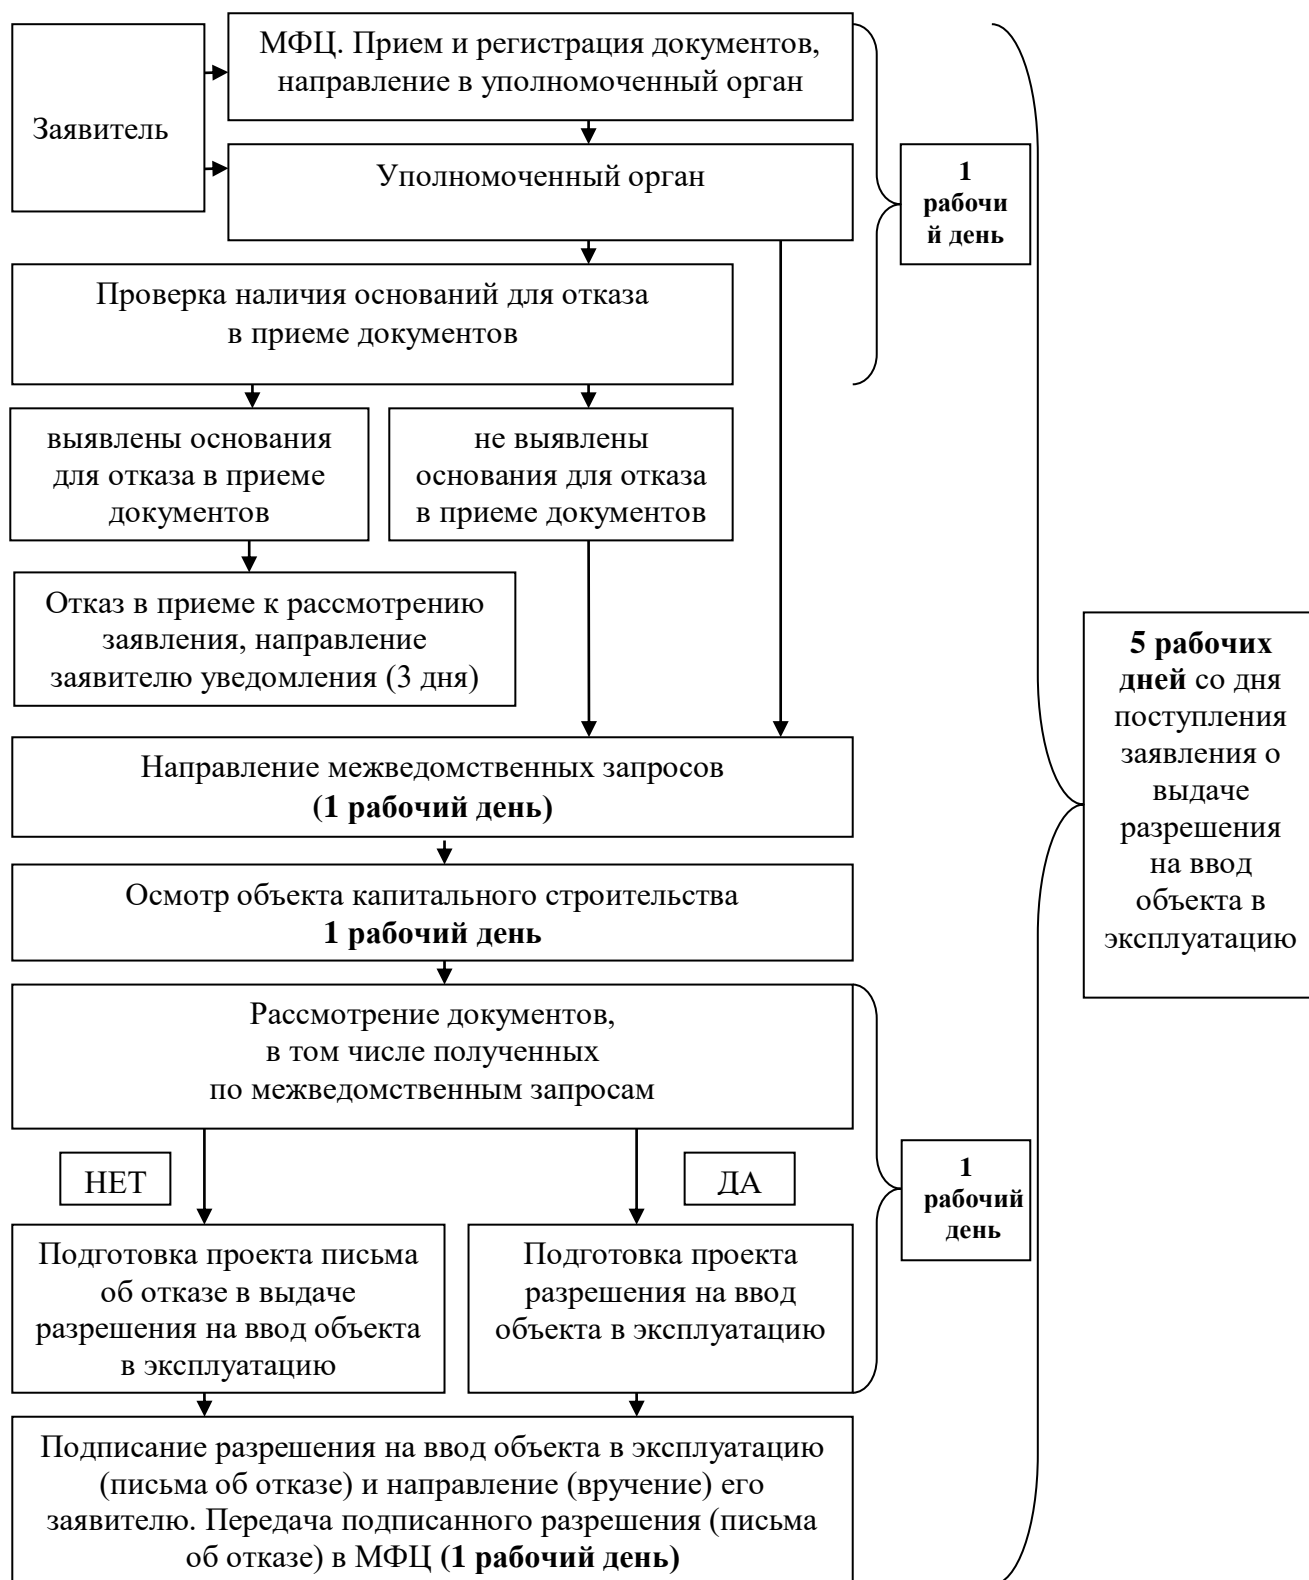 МФЦ. Прием и регистрация документов,
направление в уполномоченный орган
Заявитель
Уполномоченный орган
1
рабочи
й день
Проверка наличия оснований для отказа
в приеме документов
выявлены основания
для отказа в приеме
документов
не выявлены
основания для отказа
в приеме документов
Отказ в приеме к рассмотрению
заявления, направление
заявителю уведомления (3 дня)
5 рабочих
дней со дня
поступления
заявления о
выдаче
разрешения
на ввод
объекта в
эксплуатацию
Направление межведомственных запросов
(1 рабочий день)
Осмотр объекта капитального строительства
1 рабочий день
Рассмотрение документов,
в том числе полученных
по межведомственным запросам
НЕТ
ДА
1
рабочий
день
Подготовка проекта письма
об отказе в выдаче
разрешения на ввод объекта
в эксплуатацию
Подготовка проекта
разрешения на ввод
объекта в эксплуатацию
Подписание разрешения на ввод объекта в эксплуатацию
(письма об отказе) и направление (вручение) его
заявителю. Передача подписанного разрешения (письма
об отказе) в МФЦ (1 рабочий день)